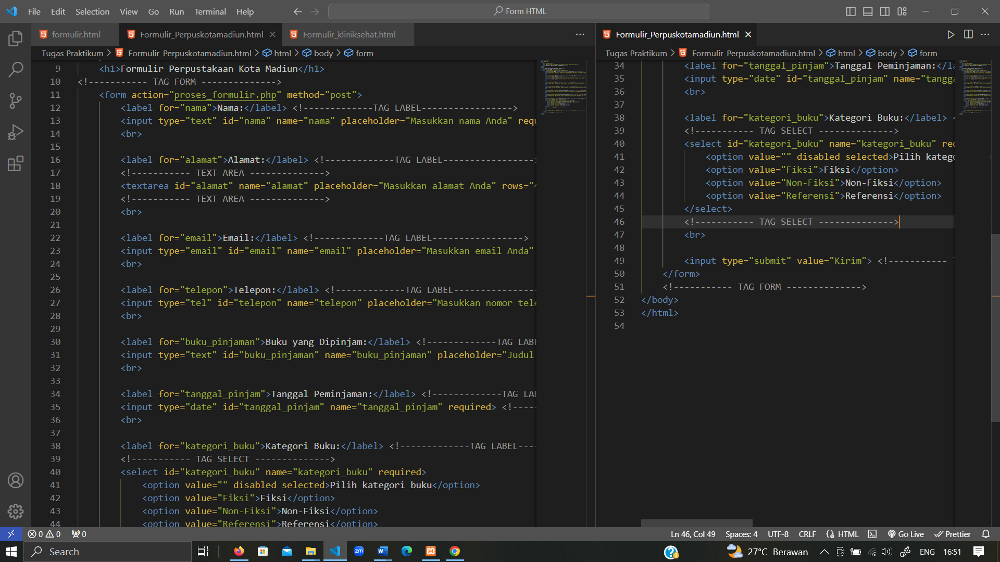 File Edit Selection View Go Run Terminal Help
Form HTML
formulir.html Formulir_Perpuskotamadiun.html Formulir_kliniksehat.html
Tugas Praktikum > Formulir_Perpuskotamadiun.html > html > body > form
9 <h1>Formulir Perpustakaan Kota Madiun</h1>
10 <!----------- TAG FORM -------------->
11 <form action="proses_formulir.php" method="post">
12 <label for="nama">Nama:</label> <!-------------TAG LABEL----------------->
13 <input type="text" id="nama" name="nama" placeholder="Masukkan nama Anda" requ
14 <br>
15
16 <label for="alamat">Alamat:</label> <!-------------TAG LABEL----------------->
17 <!----------- TEXT AREA -------------->
18 <textarea id="alamat" name="alamat" placeholder="Masukkan alamat Anda" rows="4
19 <!----------- TEXT AREA -------------->
20 <br>
21
22 <label for="email">Email:</label> <!-------------TAG LABEL----------------->
23 <input type="email" id="email" name="email" placeholder="Masukkan email Anda"
24 <br>
25
26 <label for="telepon">Telepon:</label> <!-------------TAG LABEL---------------
27 <input type="tel" id="telepon" name="telepon" placeholder="Masukkan nomor tele
28 <br>
29
30 <label for="buku_pinjaman">Buku yang Dipinjam:</label> <!-------------TAG LABE
31 <input type="text" id="buku_pinjaman" name="buku_pinjaman" placeholder="Judul
32 <br>
33
34 <label for="tanggal_pinjam">Tanggal Peminjaman:</label> <!-------------TAG LAB
35 <input type="date" id="tanggal_pinjam" name="tanggal_pinjam" required> <!-----
36 <br>
37
38 <label for="kategori_buku">Kategori Buku:</label> <!-------------TAG LABEL----
39 <!----------- TAG SELECT -------------->
40 <select id="kategori_buku" name="kategori_buku" required>
41 <option value="" disabled selected>Pilih kategori buku</option>
42 <option value="Fiksi">Fiksi</option>
43 <option value="Non-Fiksi">Non-Fiksi</option>
44 <option value="Referensi">Referensi</option>
Formulir_Perpuskotamadiun.html
Tugas Praktikum > Formulir_Perpuskotamadiun.html > html > body > form
34 <label for="tanggal_pinjam">Tanggal Peminjaman:</la
35 <input type="date" id="tanggal_pinjam" name="tangga
36 <br>
37
38 <label for="kategori_buku">Kategori Buku:</label> <
39 <!----------- TAG SELECT -------------->
40 <select id="kategori_buku" name="kategori_buku" req
41 <option value="" disabled selected>Pilih katego
42 <option value="Fiksi">Fiksi</option>
43 <option value="Non-Fiksi">Non-Fiksi</option>
44 <option value="Referensi">Referensi</option>
45 </select>
46 <!----------- TAG SELECT -------------->
47 <br>
48
49 <input type="submit" value="Kirim"> <!----------- T
50 </form>
51 <!----------- TAG FORM -------------->
52 </body>
53 </html>
54
0 0 0 Ln 46, Col 49 Spaces: 4 UTF-8 CRLF HTML Go Live Prettier
Search 27°C Berawan ENG 16:51